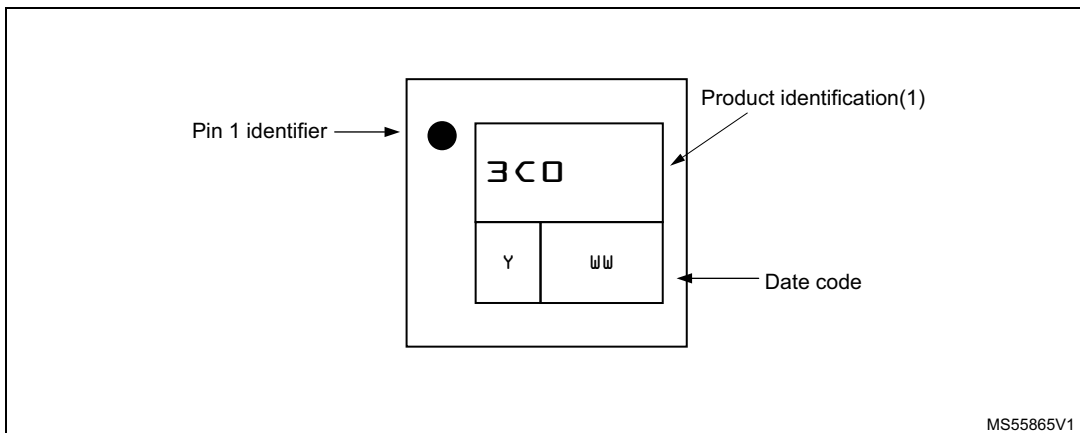 Product identification(1)
Pin 1 identifier
3C0
Y WW
Date code
MS55865V1